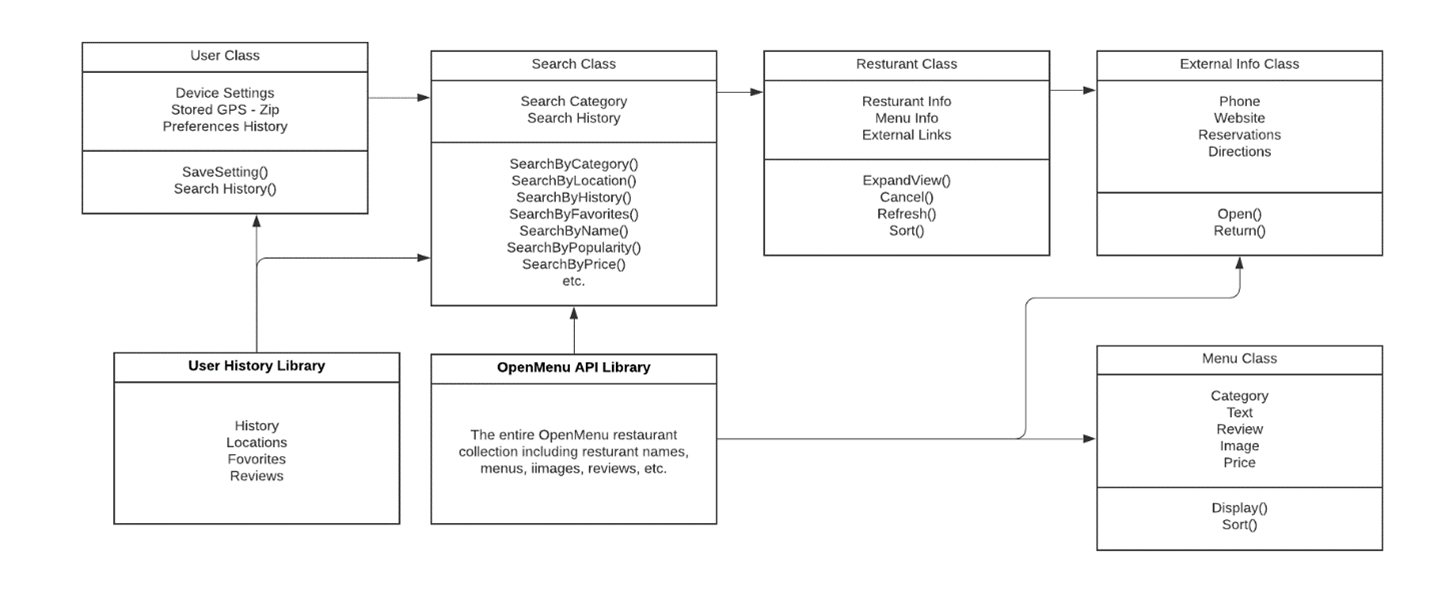 User Class
Device Settings
Stored GPS - Zip
Preferences History
SaveSetting()
Search History()
Search Class
Search Category
Search History
SearchByCategory()
SearchByLocation()
SearchByHistory()
SearchByFavorites()
SearchByName()
SearchByPopularity()
SearchByPrice()
etc.
Resturant Class
Resturant Info
Menu Info
External Links
ExpandView()
Cancel()
Refresh()
Sort()
External Info Class
Phone
Website
Reservations
Directions
Open()
Return()
User History Library
History
Locations
Fovorites
Reviews
OpenMenu API Library
The entire OpenMenu restaurant
collection including resturant names,
menus, iimages, reviews, etc.
Menu Class
Category
Text
Review
Image
Price
Display()
Sort()